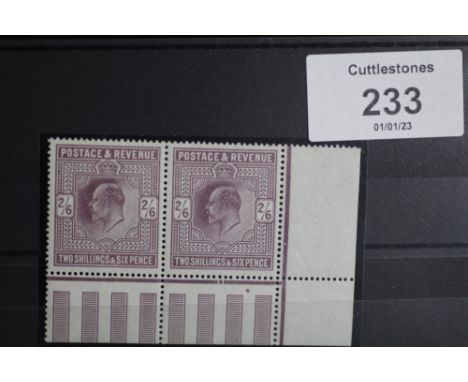 Cuttlestones
233
01/01/23
POSTAGE & REVENUE
2/6
2/6
TWO SHILLINGS & SIX PENCE
POSTAGE & REVENUE
2/6
2/6
TWO SHILLINGS & SIX PENCE